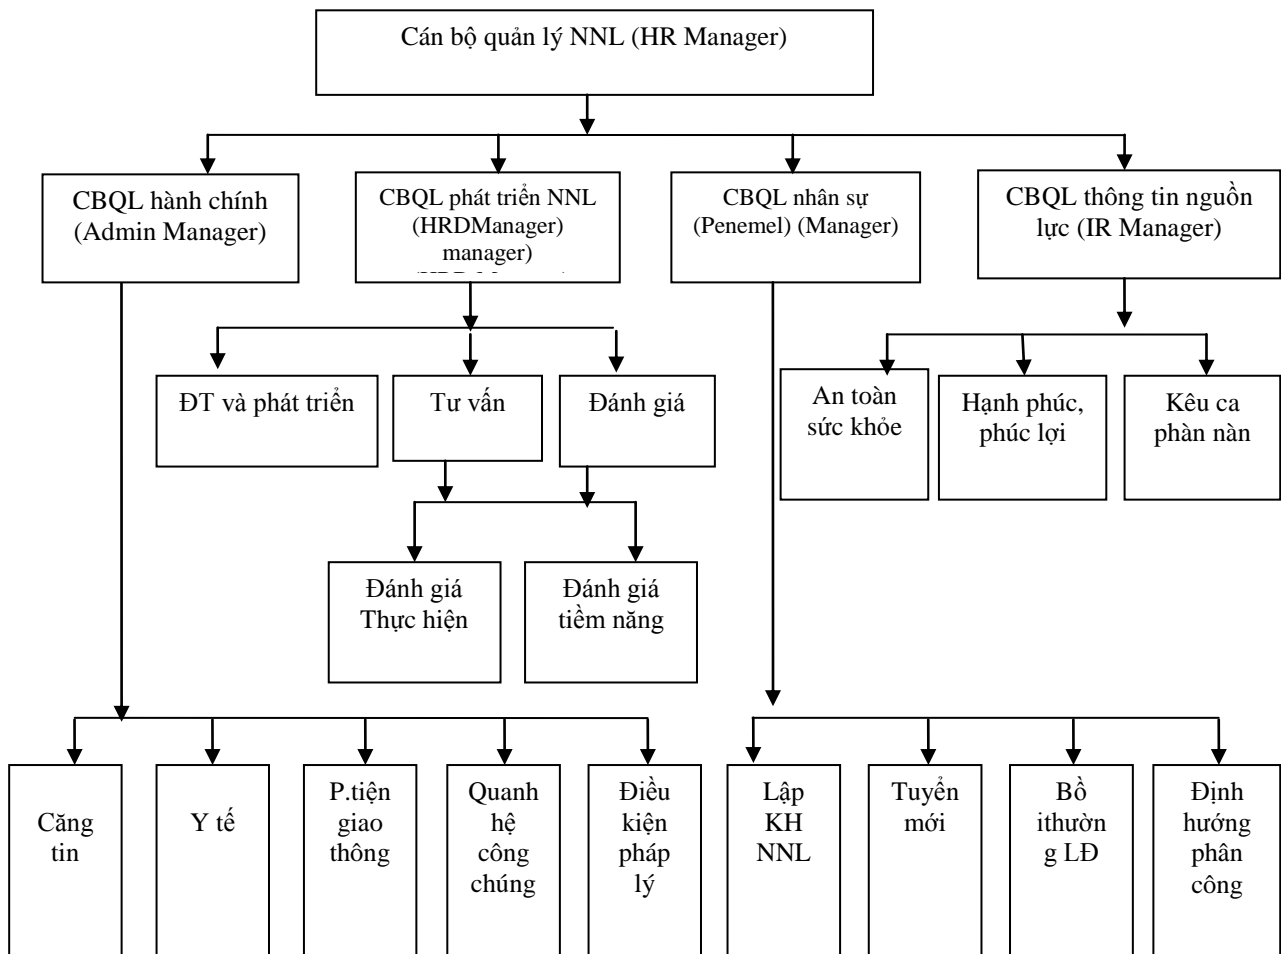 Cán bộ quản lý NNL (HR Manager)
CBQL hành chính
(Admin Manager)
CBQL phát triển NNL
(HRDManager)
manager)
CBQL nhân sự
(Penemel) (Manager)
CBQL thông tin nguồn
lực (IR Manager)
ĐT và phát triển
Tư vấn
Đánh giá
An toàn
sức khỏe
Hạnh phúc,
phúc lợi
Kêu ca
phàn nàn
Đánh giá
Thực hiện
Đánh giá
tiềm năng
Căng
tin
Y tế
P.tiện
giao
thông
Quanh
hệ
công
chúng
Điều
kiện
pháp
lý
Lập
KH
NNL
Tuyển
mới
Bồ
ithườn
g LĐ
Định
hướng
phân
công